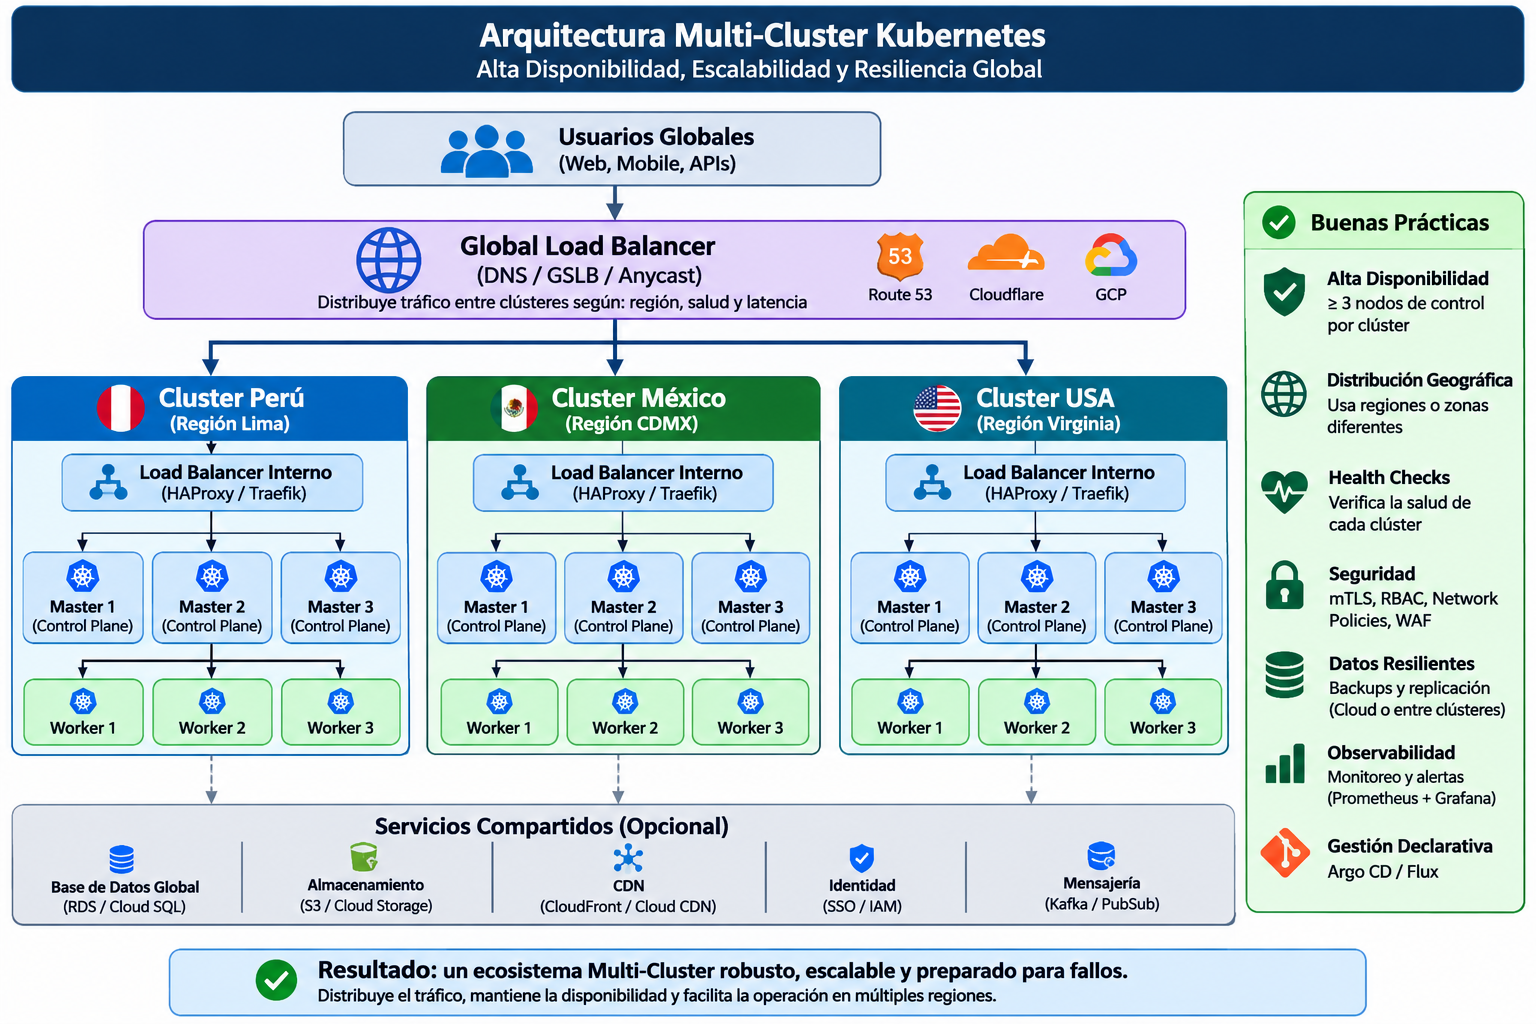 Arquitectura Multi-Cluster Kubernetes
Alta Disponibilidad, Escalabilidad y Resiliencia Global
Usuarios Globales
(Web, Mobile, APIs)
Global Load Balancer
(DNS / GSLB / Anycast)
Distribuye tráfico entre clústeres según: región, salud y latencia
53
Route 53
Cloudflare
GCP
Cluster Perú
(Región Lima)
Load Balancer Interno
(HAProxy / Traefik)
Master 1
(Control Plane)
Master 2
(Control Plane)
Master 3
(Control Plane)
Worker 1
Worker 2
Worker 3
Cluster México
(Región CDMX)
Load Balancer Interno
(HAProxy / Traefik)
Master 1
(Control Plane)
Master 2
(Control Plane)
Master 3
(Control Plane)
Worker 1
Worker 2
Worker 3
Cluster USA
(Región Virginia)
Load Balancer Interno
(HAProxy / Traefik)
Master 1
(Control Plane)
Master 2
(Control Plane)
Master 3
(Control Plane)
Worker 1
Worker 2
Worker 3
Servicios Compartidos (Opcional)
Base de Datos Global
(RDS / Cloud SQL)
Almacenamiento
(S3 / Cloud Storage)
CDN
(CloudFront / Cloud CDN)
Identidad
(SSO / IAM)
Mensajería
(Kafka / PubSub)
Buenas Prácticas
Alta Disponibilidad
≥ 3 nodos de control
por clúster
Distribución Geográfica
Usa regiones o zonas
diferentes
Health Checks
Verifica la salud de
cada clúster
Seguridad
mTLS, RBAC, Network
Policies, WAF
Datos Resilientes
Backups y replicación
(Cloud o entre clústeres)
Observabilidad
Monitoreo y alertas
(Prometheus + Grafana)
Gestión Declarativa
Argo CD / Flux
Resultado: un ecosistema Multi-Cluster robusto, escalable y preparado para fallos.
Distribuye el tráfico, mantiene la disponibilidad y facilita la operación en múltiples regiones.